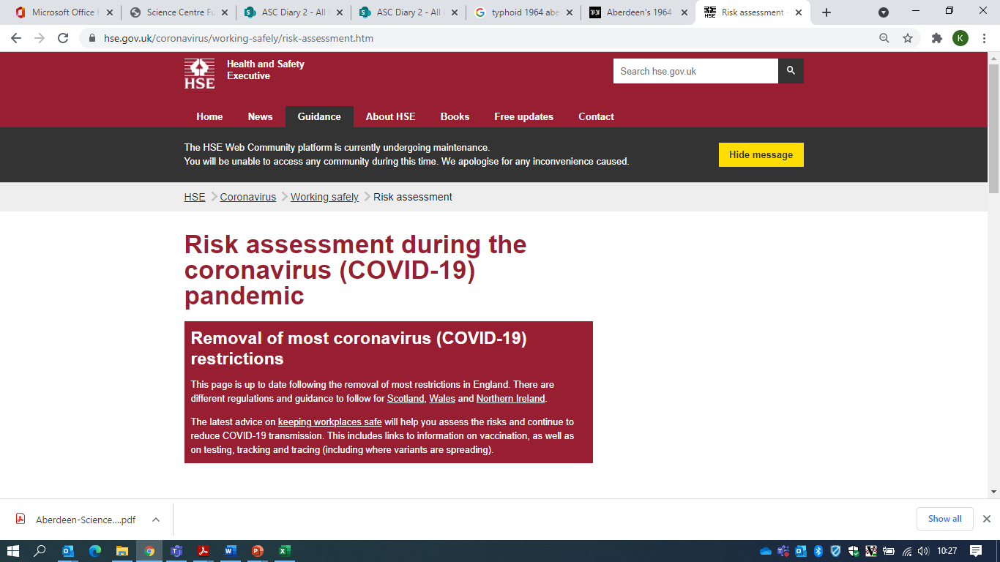 Microsoft Office H
Science Centre Fu
ASC Diary 2 - All
ASC Diary 2 - All
typhoid 1964 abe
Aberdeen's 1964
Risk assessment -
hse.gov.uk/coronavirus/working-safely/risk-assessment.htm
K
HSE
Health and Safety
Executive
Search hse.gov.uk
Home News Guidance About HSE Books Free updates Contact
The HSE Web Community platform is currently undergoing maintenance.
You will be unable to access any community during this time. We apologise for any inconvenience caused.
Hide message
HSE Coronavirus Working safely Risk assessment
Risk assessment during the
coronavirus (COVID-19)
pandemic
Removal of most coronavirus (COVID-19)
restrictions
This page is up to date following the removal of most restrictions in England. There are
different regulations and guidance to follow for Scotland, Wales and Northern Ireland.
The latest advice on keeping workplaces safe will help you assess the risks and continue to
reduce COVID-19 transmission. This includes links to information on vaccination, as well as
on testing, tracking and tracing (including where variants are spreading).
Aberdeen-Science....pdf
Show all
10:27